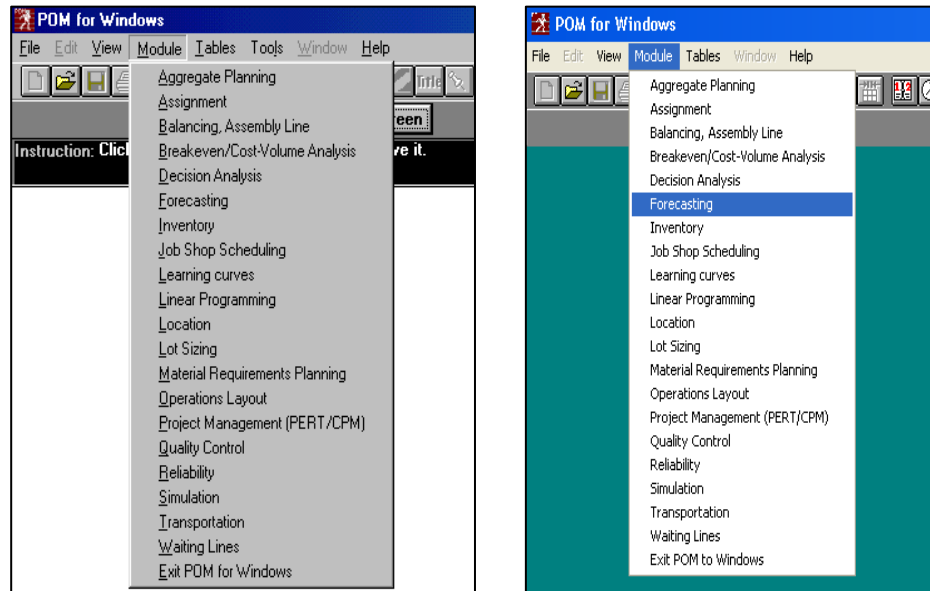 POM for Windows
File Edit View Module Tables Tools Window Help
Title
een
Instruction: Clic
ve it.
Aggregate Planning
Assignment
Balancing, Assembly Line
Breakeven/Cost-Volume Analysis
Decision Analysis
Forecasting
Inventory
Job Shop Scheduling
Learning curves
Linear Programming
Location
Lot Sizing
Material Requirements Planning
Operations Layout
Project Management (PERT/CPM)
Quality Control
Reliability
Simulation
Transportation
Waiting Lines
Exit POM for Windows
POM for Windows
File Edit View Module Tables Window Help
Aggregate Planning
Assignment
Balancing, Assembly Line
Breakeven/Cost-Volume Analysis
Decision Analysis
Forecasting
Inventory
Job Shop Scheduling
Learning curves
Linear Programming
Location
Lot Sizing
Material Requirements Planning
Operations Layout
Project Management (PERT/CPM)
Quality Control
Reliability
Simulation
Transportation
Waiting Lines
Exit POM to Windows